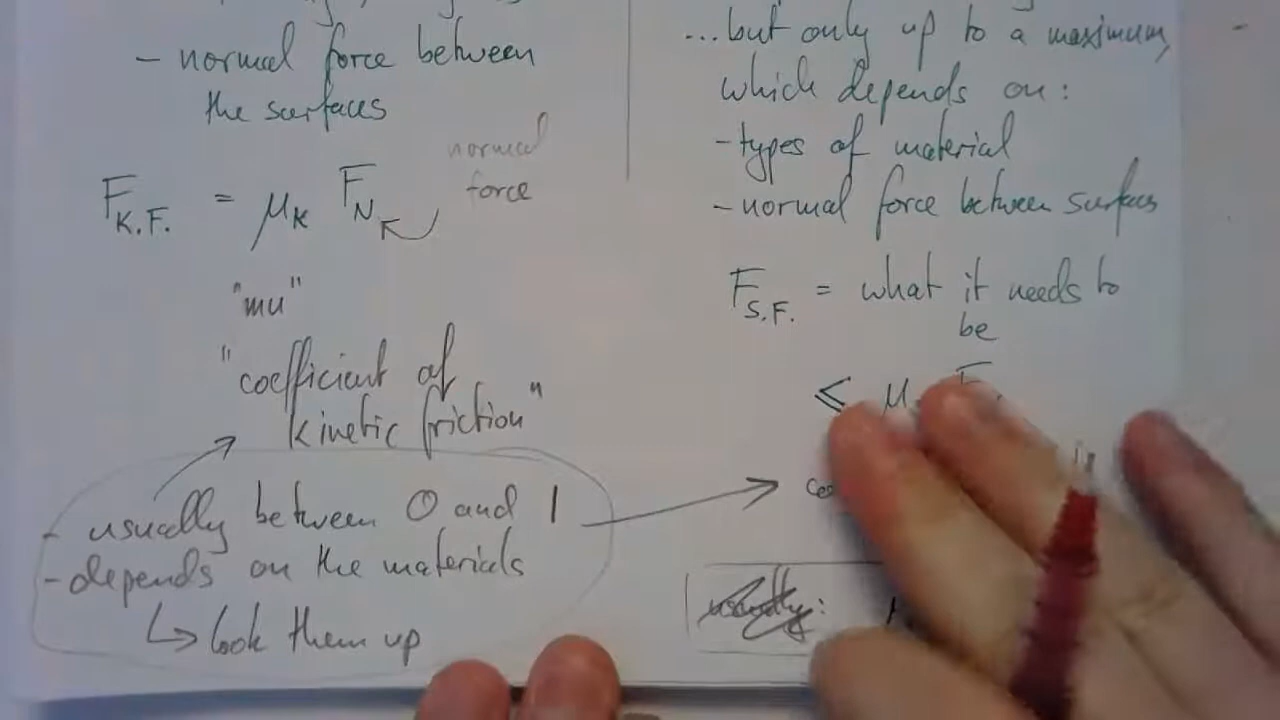 - normal force between
the surfaces
normal
force
F_K.F. = μ_K F_N
"mu"
"coefficient of
kinetic friction"
- usually between 0 and 1
- depends on the materials
↳ look them up
...but only up to a maximum,
which depends on:
- types of material
- normal force between surfaces
F_S.F. = what it needs to
be
≤ μ